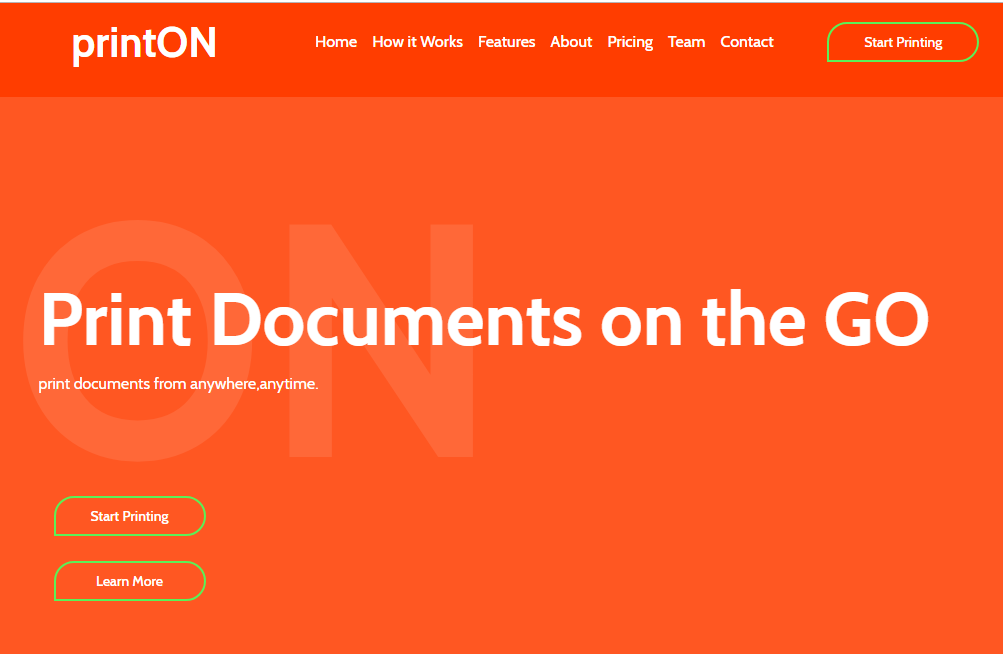 printON
Home How it Works Features About Pricing Team Contact
Start Printing
ON
Print Documents on the GO
print documents from anywhere,anytime.
Start Printing
Learn More